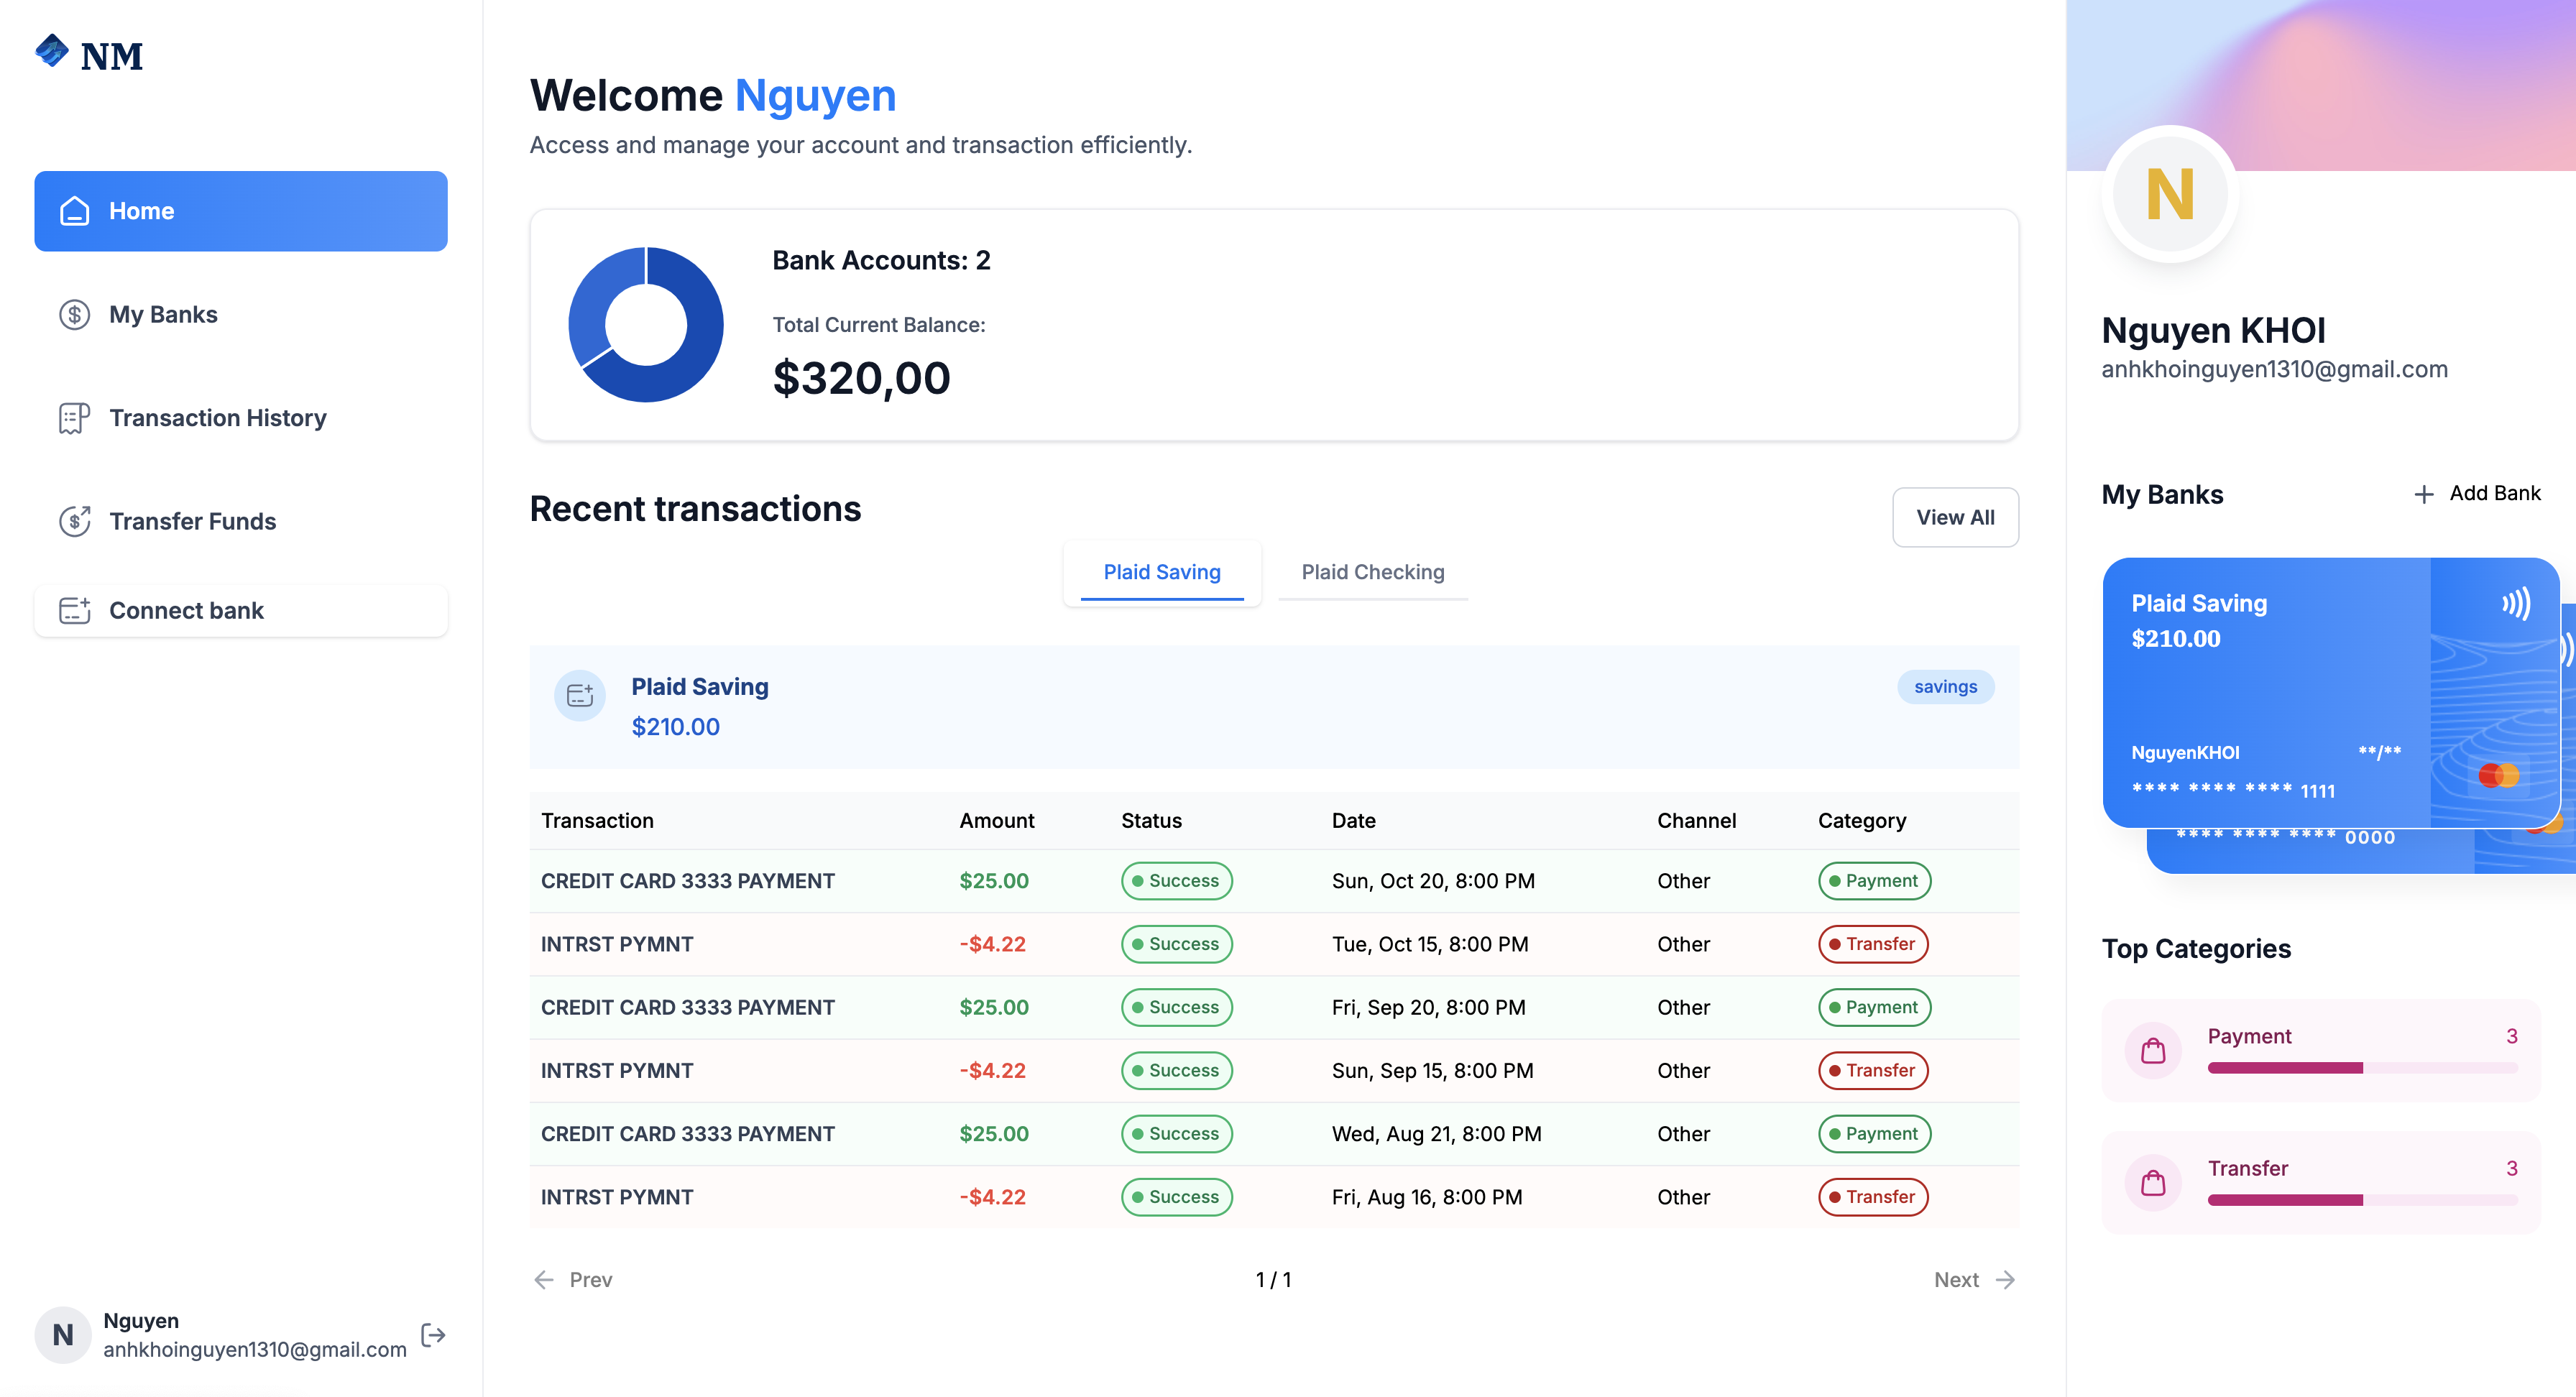 NM
Home
My Banks
Transaction History
Transfer Funds
Connect bank
N
Nguyen
anhkhoinguyen1310@gmail.com
Welcome Nguyen
Access and manage your account and transaction efficiently.
Bank Accounts: 2
Total Current Balance:
$320,00
Recent transactions
View All
Plaid Saving
Plaid Checking
Plaid Saving
savings
$210.00
Transaction Amount Status Date Channel Category
CREDIT CARD 3333 PAYMENT $25.00 Success Sun, Oct 20, 8:00 PM Other Payment
INTRST PYMNT -$4.22 Success Tue, Oct 15, 8:00 PM Other Transfer
CREDIT CARD 3333 PAYMENT $25.00 Success Fri, Sep 20, 8:00 PM Other Payment
INTRST PYMNT -$4.22 Success Sun, Sep 15, 8:00 PM Other Transfer
CREDIT CARD 3333 PAYMENT $25.00 Success Wed, Aug 21, 8:00 PM Other Payment
INTRST PYMNT -$4.22 Success Fri, Aug 16, 8:00 PM Other Transfer
Prev
1 / 1
Next
N
Nguyen KHOI
anhkhoinguyen1310@gmail.com
My Banks
Add Bank
Plaid Saving
$210.00
NguyenKHOI **/**
**** **** **** 1111
**** **** **** 0000
Top Categories
Payment 3
Transfer 3